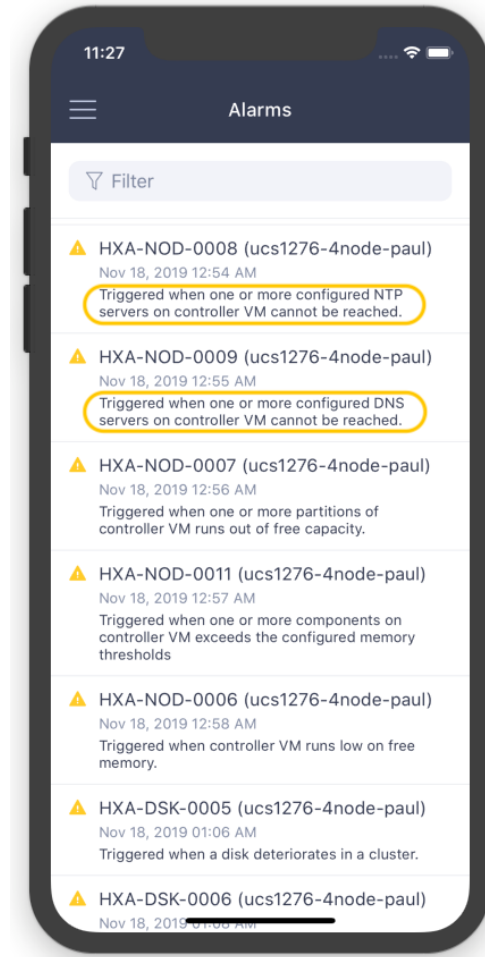 11:27
Alarms
Filter
HXA-NOD-0008 (ucs1276-4node-paul)
Nov 18, 2019 12:54 AM
Triggered when one or more configured NTP
servers on controller VM cannot be reached.
HXA-NOD-0009 (ucs1276-4node-paul)
Nov 18, 2019 12:55 AM
Triggered when one or more configured DNS
servers on controller VM cannot be reached.
HXA-NOD-0007 (ucs1276-4node-paul)
Nov 18, 2019 12:56 AM
Triggered when one or more partitions of
controller VM runs out of free capacity.
HXA-NOD-0011 (ucs1276-4node-paul)
Nov 18, 2019 12:57 AM
Triggered when one or more components on
controller VM exceeds the configured memory
thresholds
HXA-NOD-0006 (ucs1276-4node-paul)
Nov 18, 2019 12:58 AM
Triggered when controller VM runs low on free
memory.
HXA-DSK-0005 (ucs1276-4node-paul)
Nov 18, 2019 01:06 AM
Triggered when a disk deteriorates in a cluster.
HXA-DSK-0006 (ucs1276-4node-paul)
Nov 18, 2019 01:06 AM